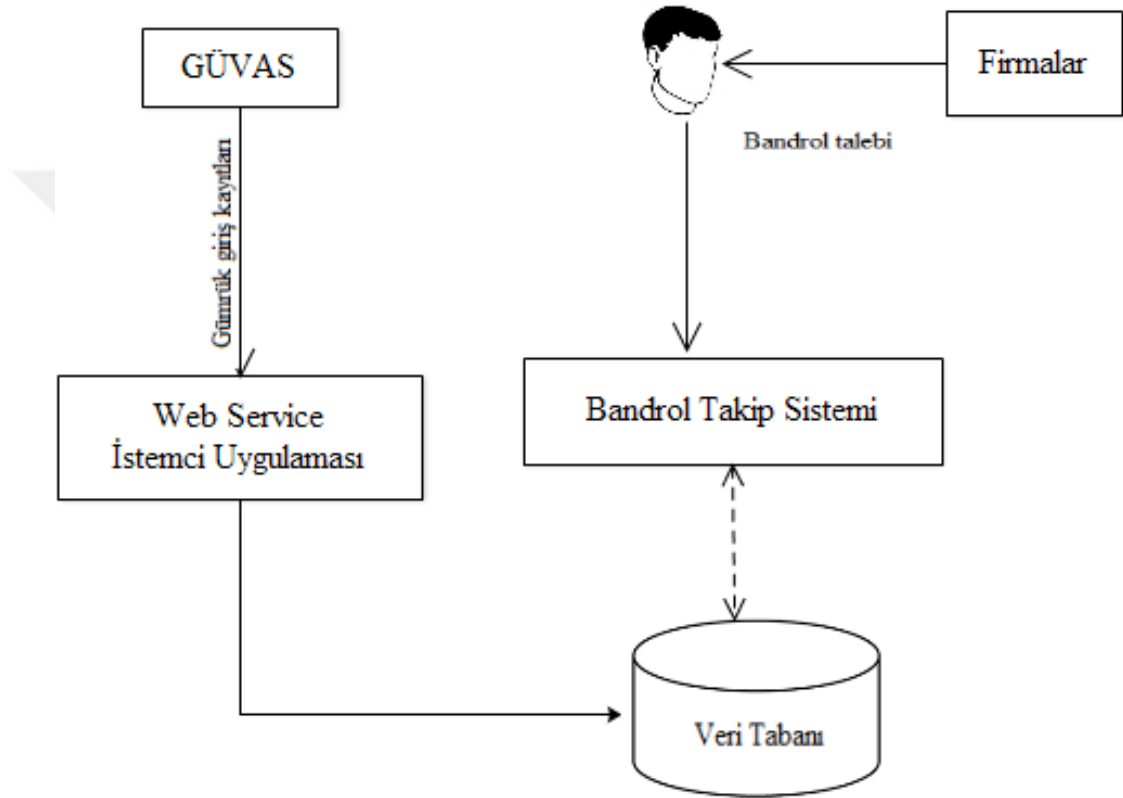 GÜVAS
Firmalar
Bandrol talebi
Gümrük giriş kayıtları
Web Service
İstemci Uygulaması
Bandrol Takip Sistemi
Veri Tabanı